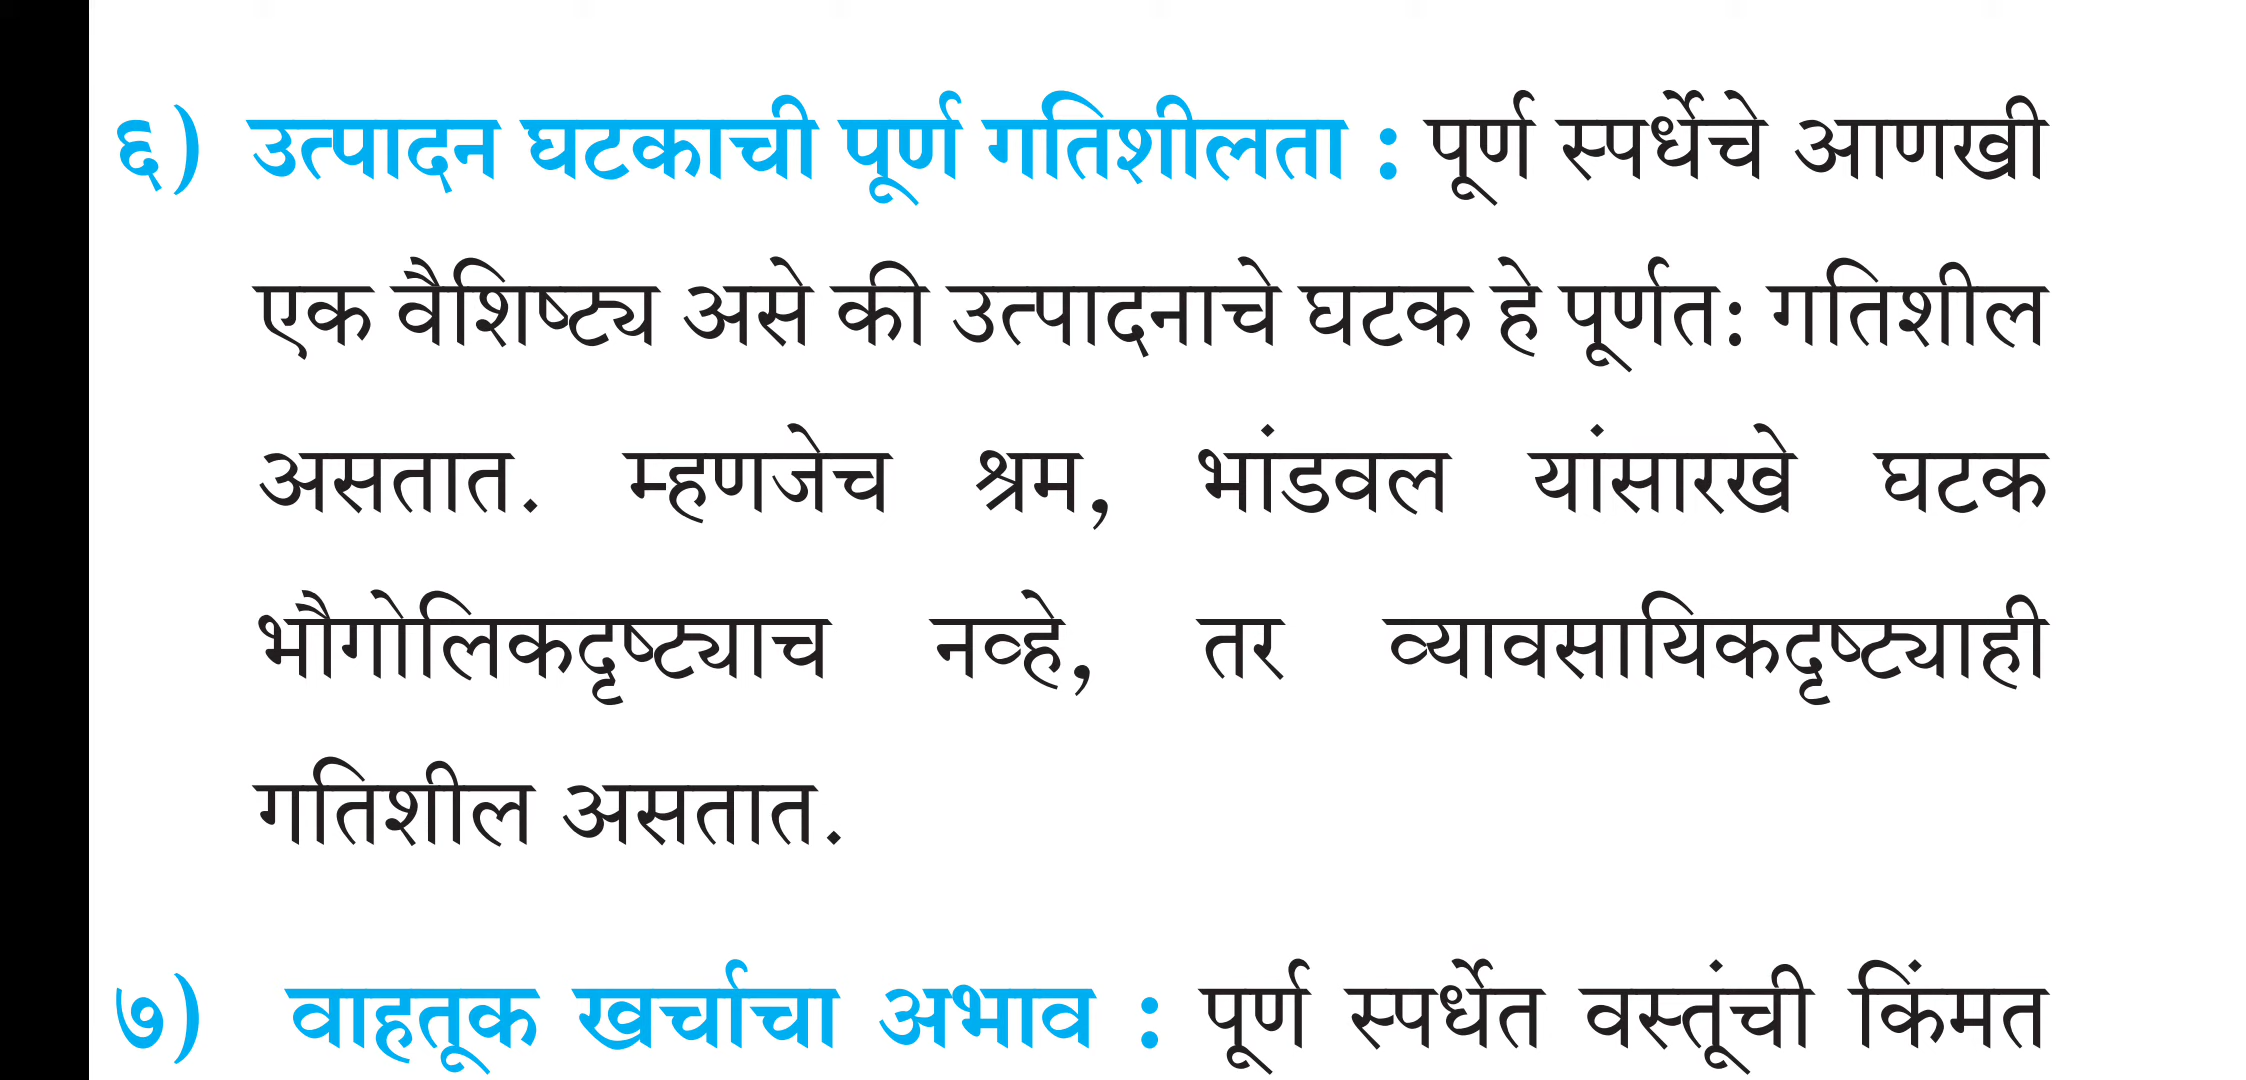 ६) उत्पादन घटकाची पूर्ण गतिशीलता : पूर्ण स्पर्धेचे आणखी
एक वैशिष्ट्य असे की उत्पादनाचे घटक हे पूर्णत: गतिशील
असतात. म्हणजेच श्रम, भांडवल यांसारखे घटक
भौगोलिकदृष्ट्याच नव्हे, तर व्यावसायिकदृष्ट्याही
गतिशील असतात.
७) वाहतूक खर्चाचा अभाव : पूर्ण स्पर्धेत वस्तूंची किंमत